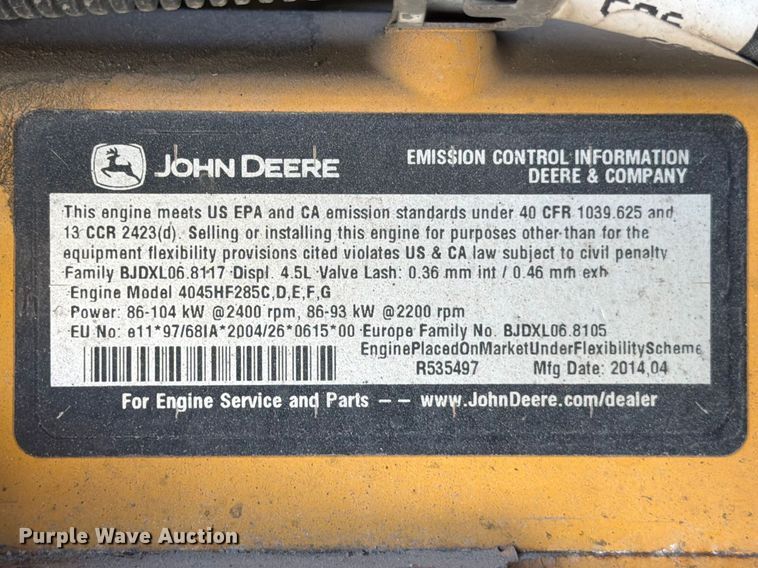 JOHN DEERE
EMISSION CONTROL INFORMATION
DEERE & COMPANY
This engine meets US EPA and CA emission standards under 40 CFR 1039.625 and
13 CCR 2423(d). Selling or installing this engine for purposes other than for the
equipment flexibility provisions cited violates US & CA law subject to civil penalty
Family BJDXL06.8117 Displ. 4.5L Valve Lash: 0.36 mm int / 0.46 mm exh
Engine Model 4045HF285C,D,E,F,G
Power: 86-104 kW @2400 rpm, 86-93 kW @2200 rpm
EU No: e11*97/68IA*2004/26*0615*00 Europe Family No. BJDXL06.8105
EnginePlacedOnMarketUnderFlexibilityScheme
R535497 Mfg Date: 2014,04
For Engine Service and Parts – – www.JohnDeere.com/dealer
Purple Wave Auction